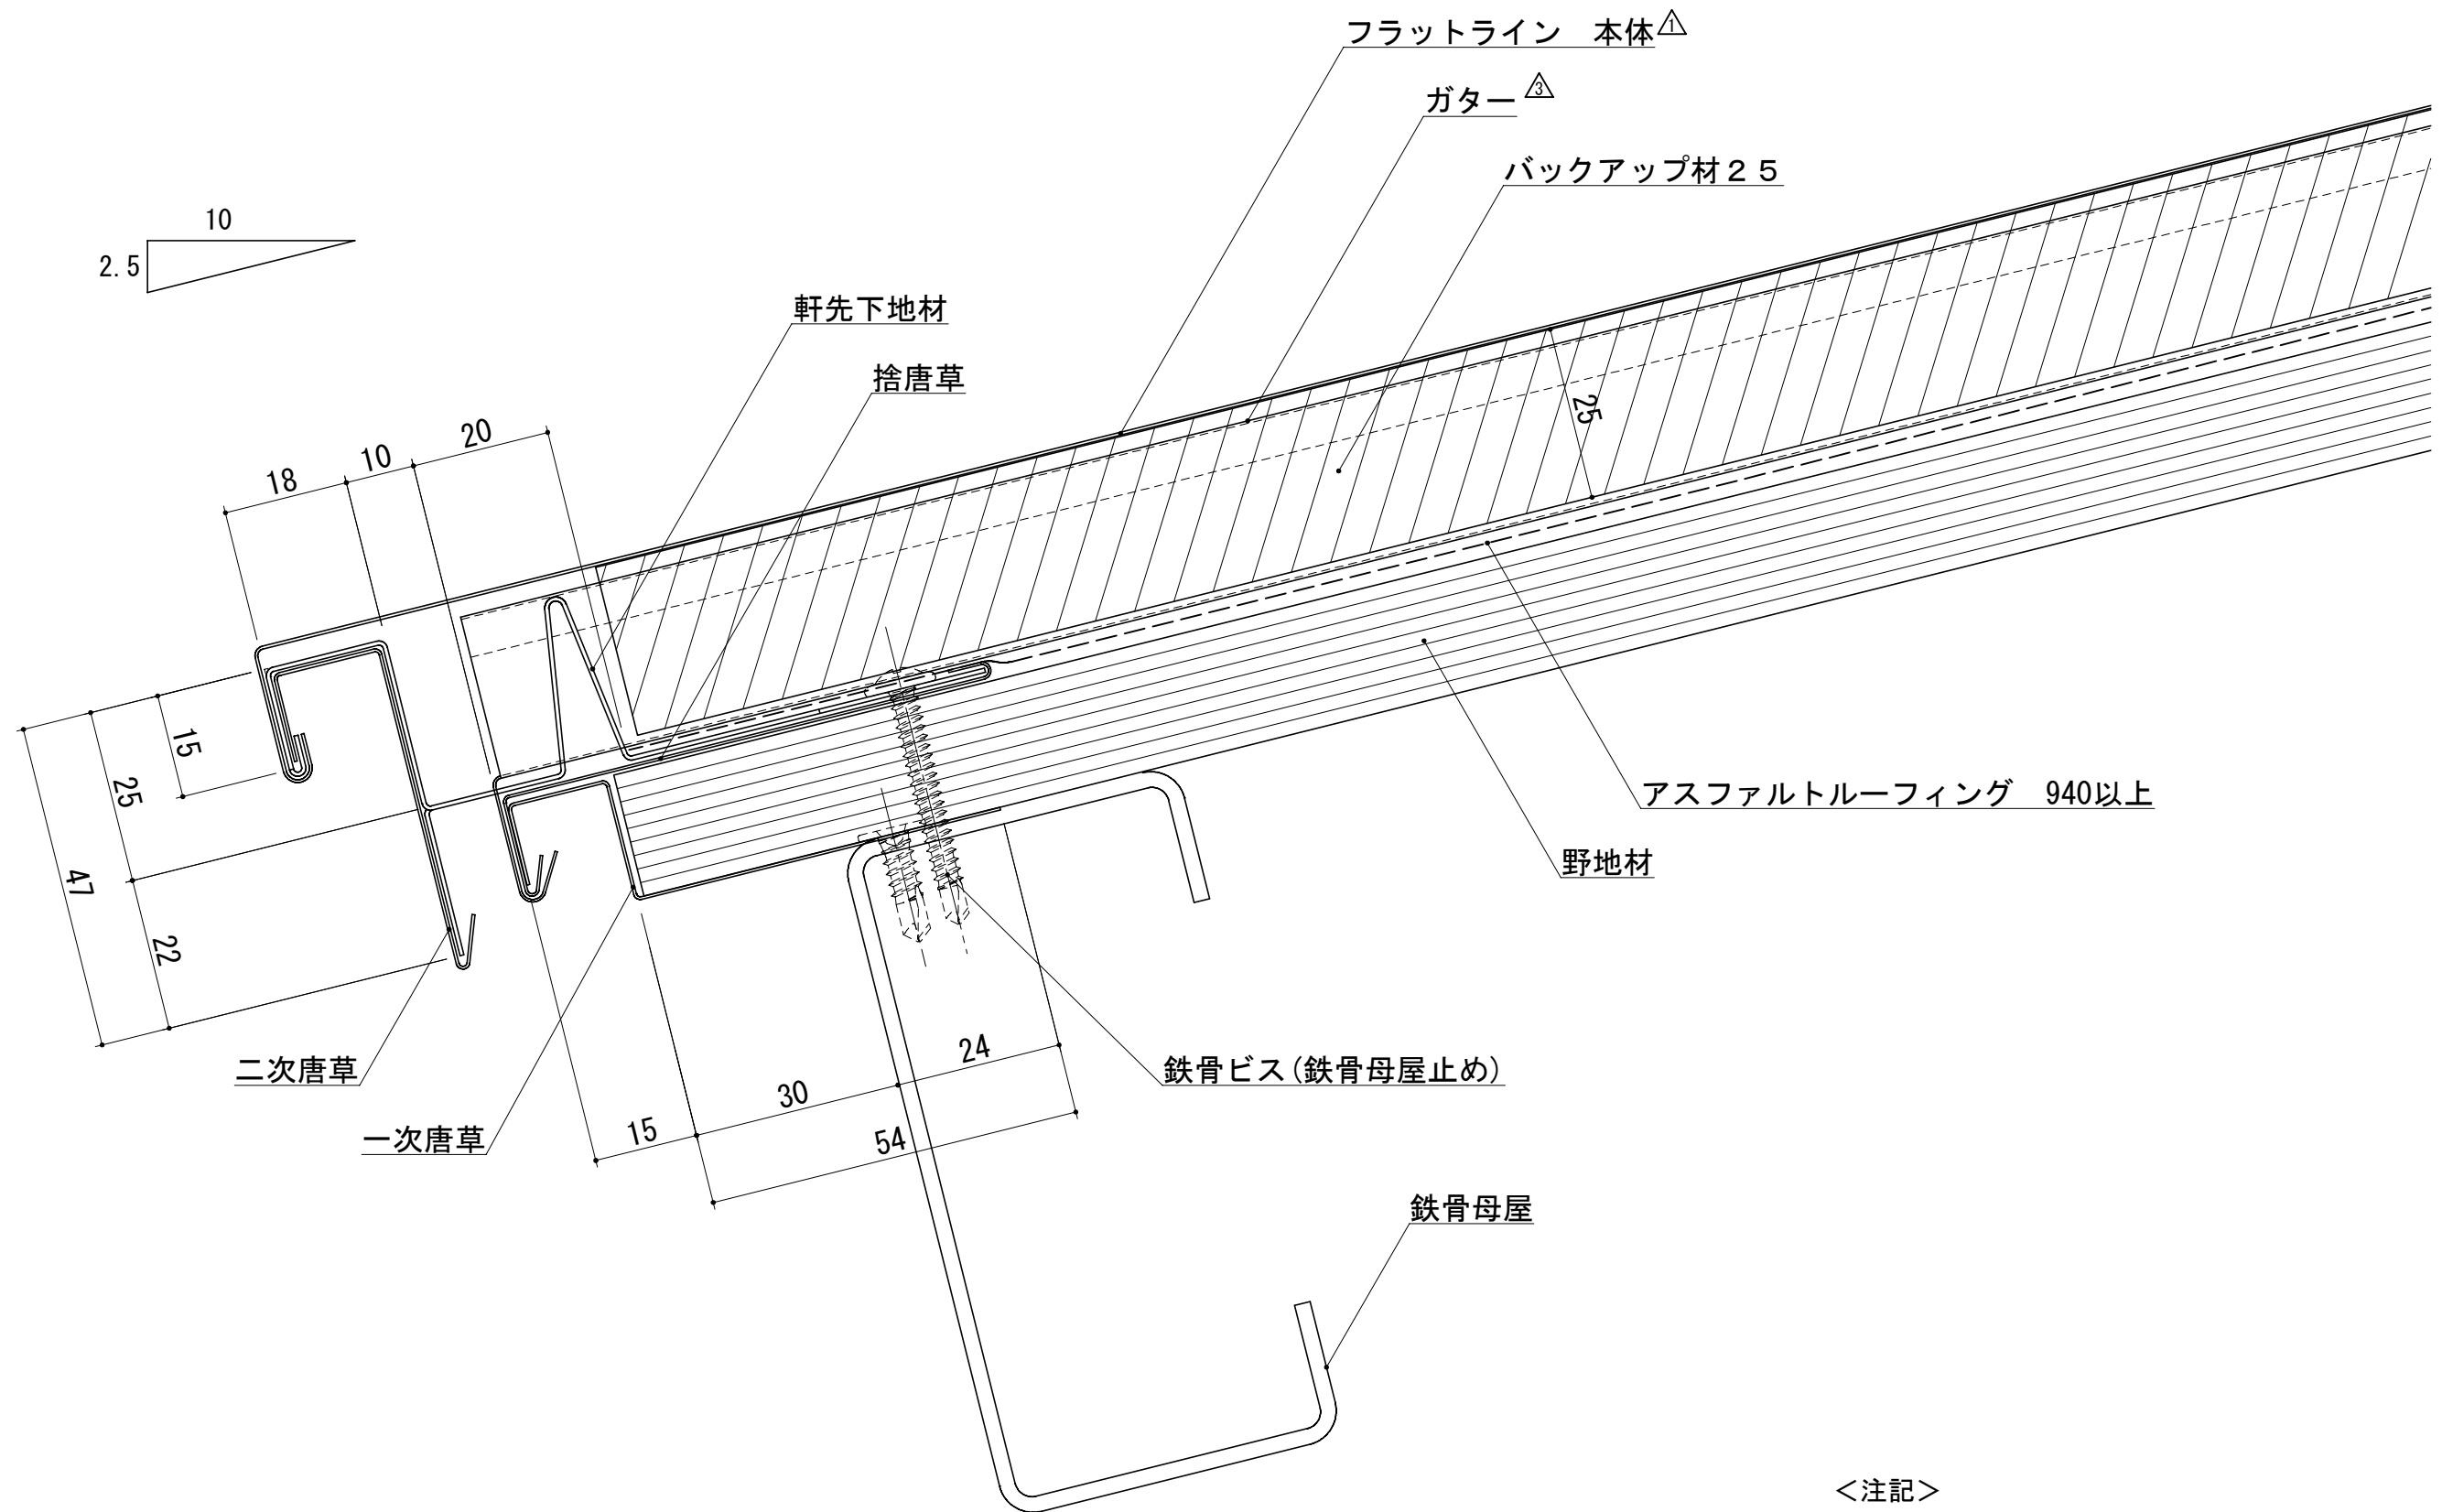 フラットライン　本体 1
ガター 3
バックアップ材２５
10
2.5
軒先下地材
捨唐草
25
20
10
18
15
25
47
22
アスファルトルーフィング　940以上
野地材
二次唐草
一次唐草
鉄骨ビス(鉄骨母屋止め)
24
30
15
54
鉄骨母屋
＜注記＞